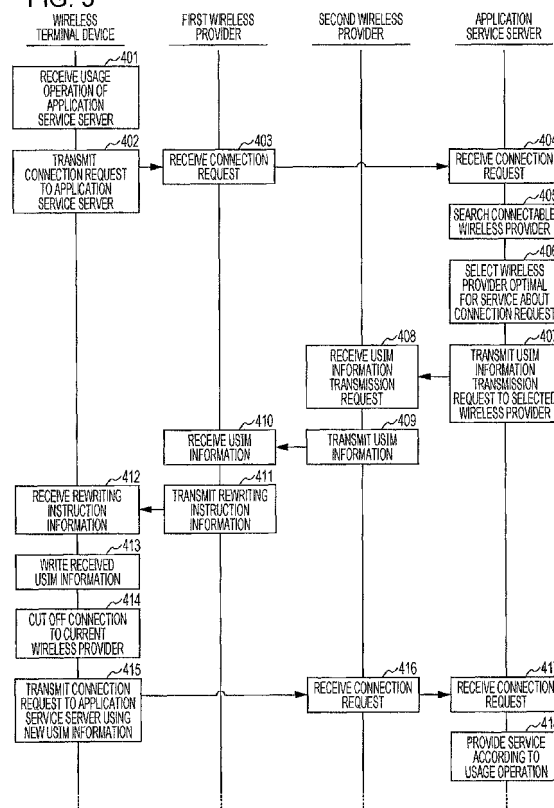 FIG.
WIRELESS
TERMINAL DEVICE
FIRST WIRELESS
PROVIDER
SECOND WIRELESS
PROVIDER
APPLICATION
SERVICE SERVER
401
RECEIVE USAGE
OPERATION OF
APPLICATION
SERVICE SERVER
402
TRANSMIT
CONNECTION REQUEST
TO APPLICATION
SERVICE SERVER
403
RECEIVE CONNECTION
REQUEST
404
RECEIVE CONNECTION
REQUEST
405
SEARCH CONNECTABLE
WIRELESS PROVIDER
406
SELECT WIRELESS
PROVIDER OPTIMAL
FOR SERVICE ABOUT
CONNECTION REQUEST
407
TRANSMIT USIM
INFORMATION
TRANSMISSION
REQUEST TO SELECTED
WIRELESS PROVIDER
408
RECEIVE USIM
INFORMATION
TRANSMISSION
REQUEST
409
TRANSMIT USIM
INFORMATION
410
RECEIVE USIM
INFORMATION
411
TRANSMIT REWRITING
INSTRUCTION
INFORMATION
412
RECEIVE REWRITING
INSTRUCTION
INFORMATION
413
WRITE RECEIVED
USIM INFORMATION
414
CUT OFF CONNECTION
TO CURRENT
WIRELESS PROVIDER
415
TRANSMIT CONNECTION
REQUEST TO APPLICATION
SERVICE SERVER USING
NEW USIM INFORMATION
416
RECEIVE CONNECTION
REQUEST
417
RECEIVE CONNECTION
REQUEST
418
PROVIDE SERVICE
ACCORDING TO
USAGE OPERATION